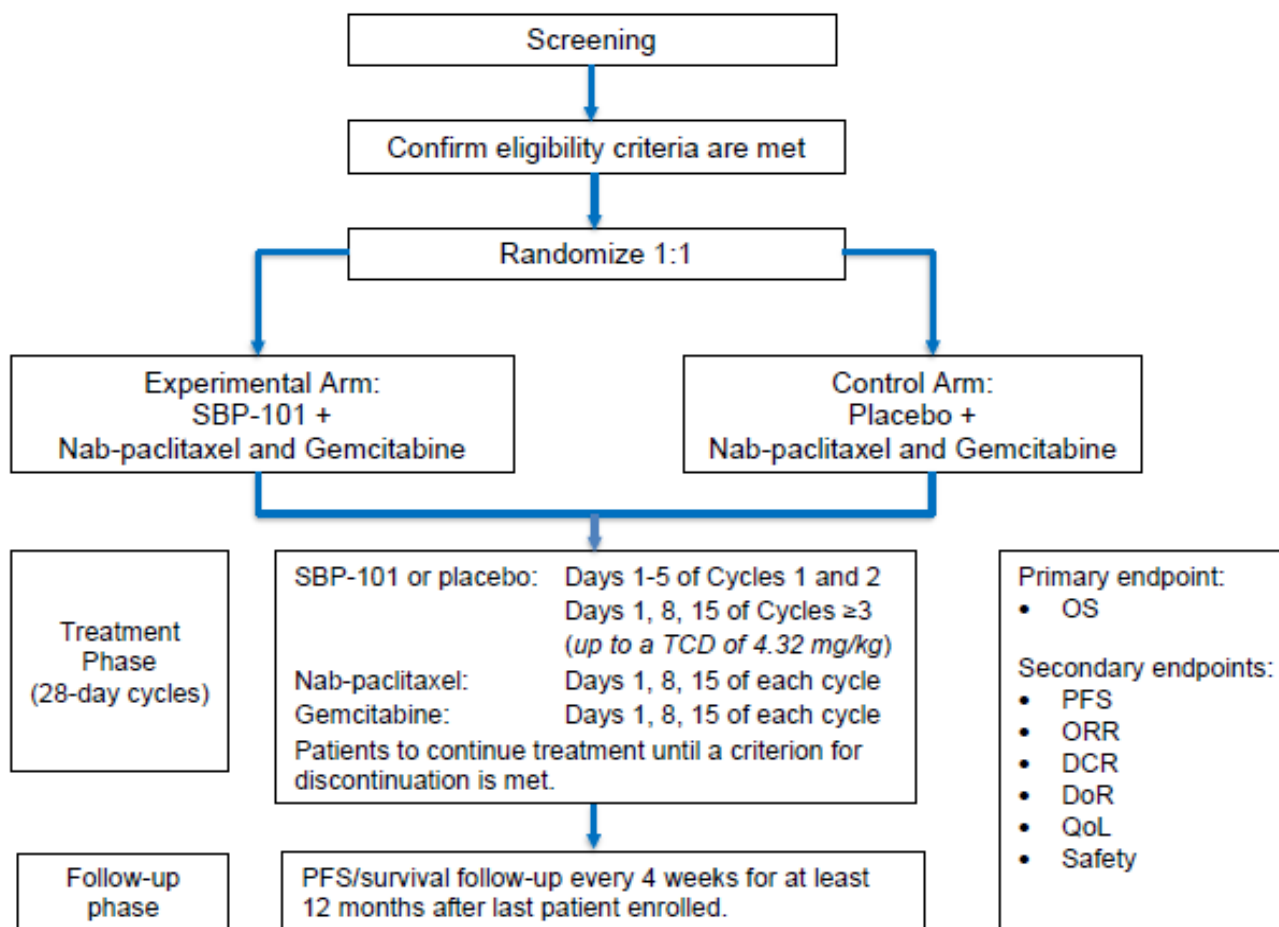 Screening
Confirm eligibility criteria are met
Randomize 1:1
Experimental Arm:
SBP-101 +
Nab-paclitaxel and Gemcitabine
Control Arm:
Placebo +
Nab-paclitaxel and Gemcitabine
Treatment
Phase
(28-day cycles)
SBP-101 or placebo: Days 1-5 of Cycles 1 and 2
Days 1, 8, 15 of Cycles ≥3
(up to a TCD of 4.32 mg/kg)
Nab-paclitaxel: Days 1, 8, 15 of each cycle
Gemcitabine: Days 1, 8, 15 of each cycle
Patients to continue treatment until a criterion for
discontinuation is met.
Primary endpoint:
• OS
Secondary endpoints:
• PFS
• ORR
• DCR
• DoR
• QoL
• Safety
Follow-up
phase
PFS/survival follow-up every 4 weeks for at least
12 months after last patient enrolled.